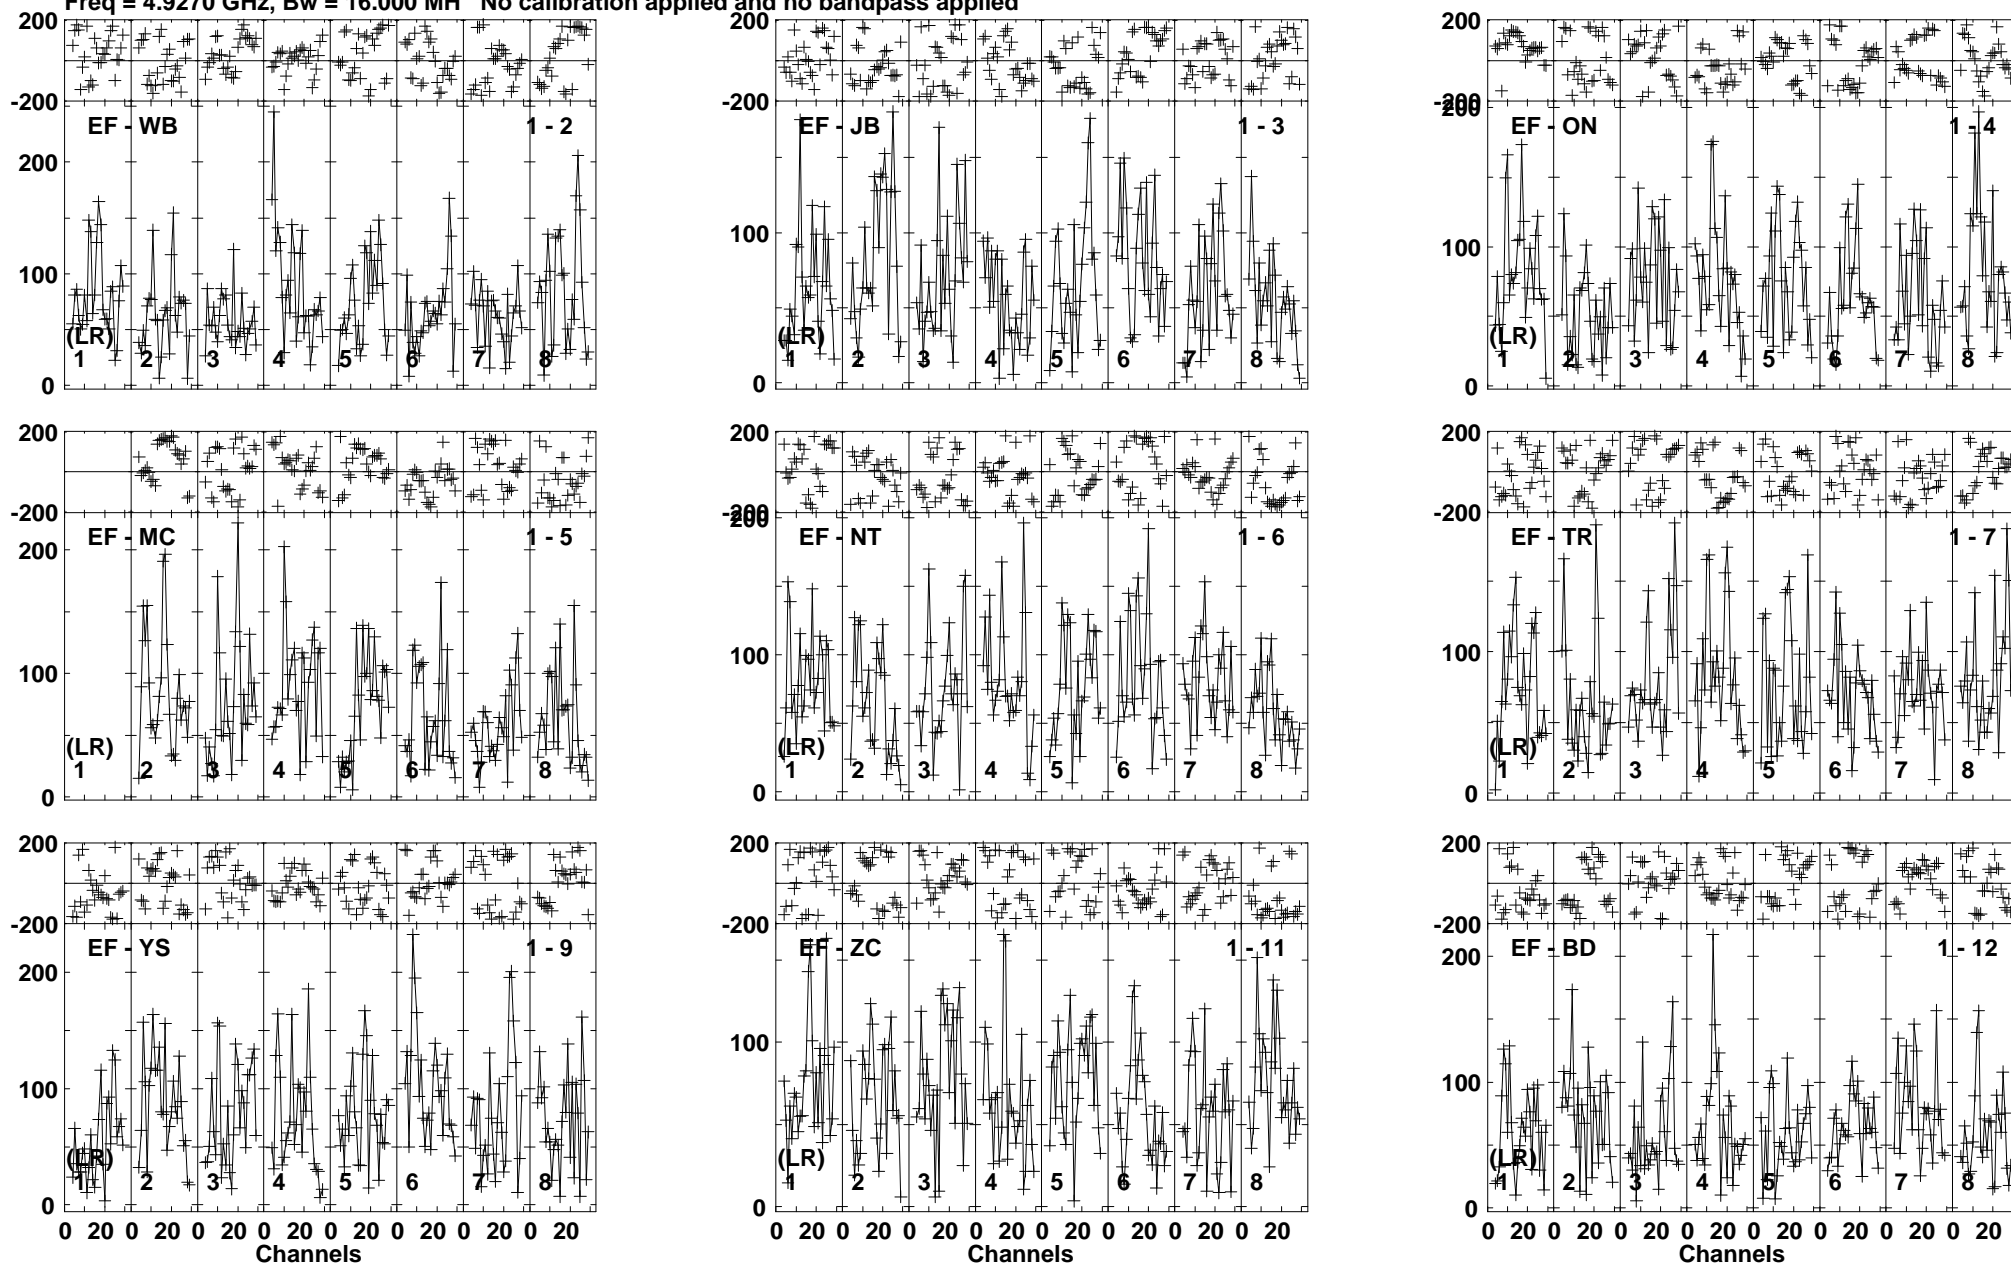 Freq = 4.9270 GHz, Bw = 16.000 MH No calibration applied and no bandpass applied
200 200 200
-200 -200 -200
EF - WB 1 - 2 EF - JB 1 - 3 EF - ON 1 - 4
200 200
100 100 100
0 0 0
(LR) (LR) (LR)
1 2 3 4 5 6 7 8 1 2 3 4 5 6 7 8 1 2 3 4 5 6 7 8
200 200 200
-200 -200 -200
EF - MC 1 - 5 EF - NT 1 - 6 EF - TR 1 - 7
200 200
100 100 100
0 0 0
(LR) (LR) (LR)
1 2 3 4 5 6 7 8 1 2 3 4 5 6 7 8 1 2 3 4 5 6 7 8
200 200 200
-200 -200 -200
EF - YS 1 - 9 EF - ZC 1 - 11 EF - BD 1 - 12
200 200
100 100 100
0 0 0
(LR) (LR) (LR)
1 2 3 4 5 6 7 8 1 2 3 4 5 6 7 8 1 2 3 4 5 6 7 8
0 20 0 20 0 20 0 20 0 20 0 20 0 20 0 20 0 20 0 20 0 20 0 20 0 20 0 20 0 20 0 20 0 20 0 20 0 20 0 20 0 20 0 20 0 20 0 20
Channels Channels Channels